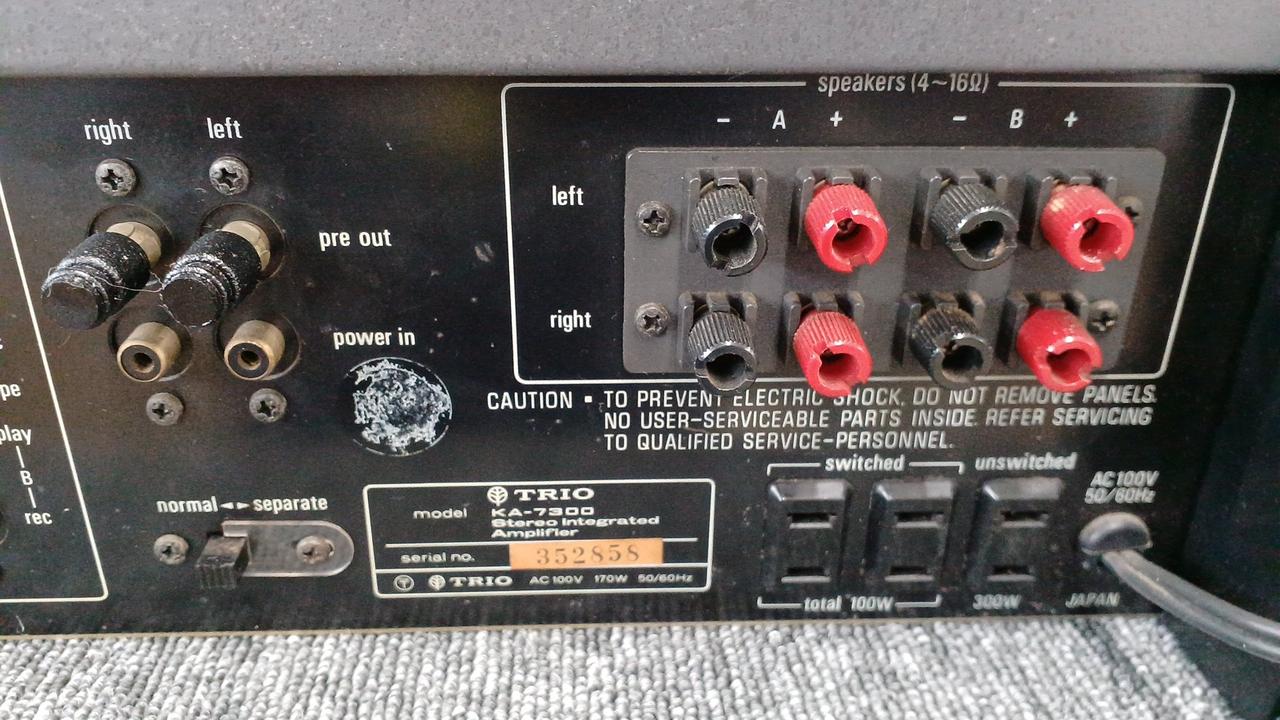 speakers (4~16Ω)
right left
- A + - B +
left
pre out
right
power in
CAUTION ▪ TO PREVENT ELECTRIC SHOCK, DO NOT REMOVE PANELS.
NO USER-SERVICEABLE PARTS INSIDE. REFER SERVICING
TO QUALIFIED SERVICE-PERSONNEL.
play
B
rec
normal ◄-► separate
TRIO
model KA-7300
Stereo Integrated
Amplifier
serial no. 352858
TRIO AC 100V 170W 50/60Hz
switched unswitched
AC 100V
50/60Hz
total 100W 300W JAPAN